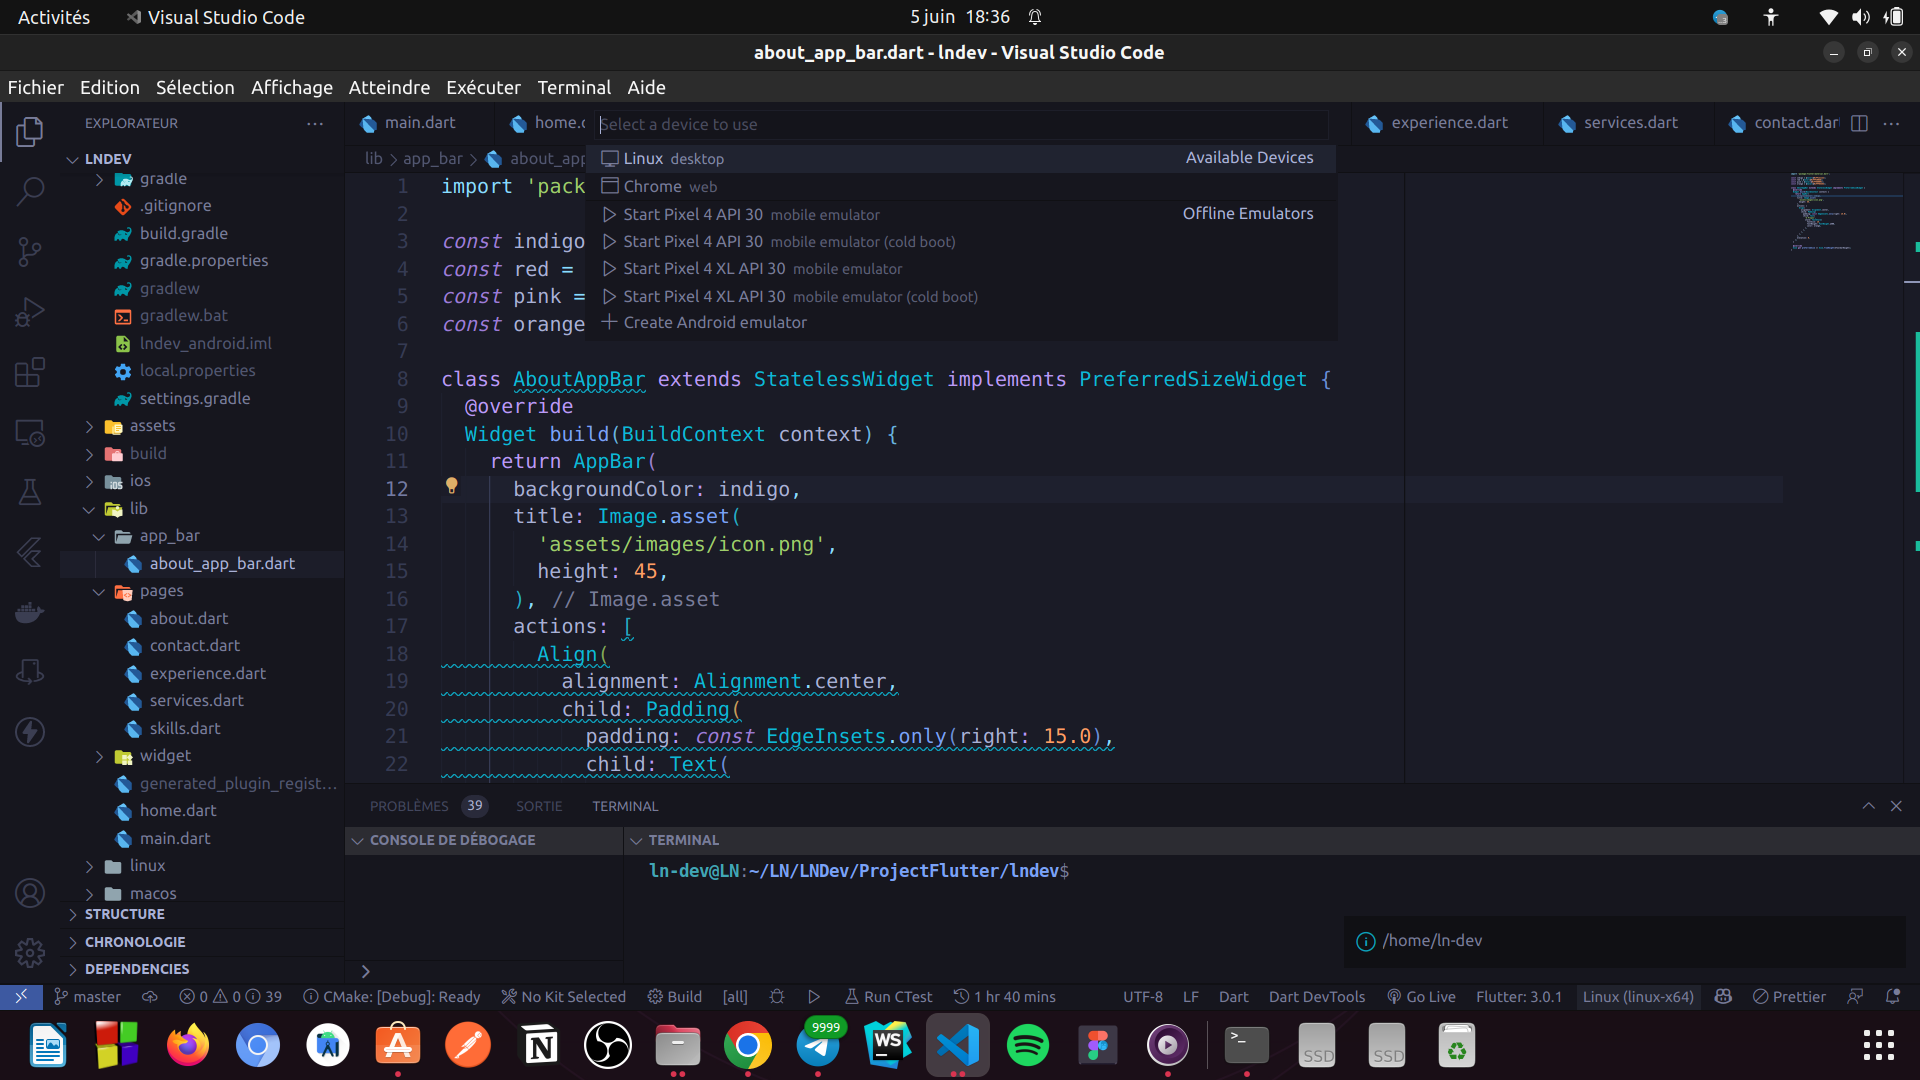 Activités
Visual Studio Code
5 juin 18:36
about_app_bar.dart - lndev - Visual Studio Code
Fichier Edition Sélection Affichage Atteindre Exécuter Terminal Aide
EXPLORATEUR
LNDEV
gradle
.gitignore
build.gradle
gradle.properties
gradlew
gradlew.bat
lndev_android.iml
local.properties
settings.gradle
assets
build
ios
lib
app_bar
about_app_bar.dart
pages
about.dart
contact.dart
experience.dart
services.dart
skills.dart
widget
generated_plugin_regist...
home.dart
main.dart
linux
macos
STRUCTURE
CHRONOLOGIE
DEPENDENCIES
main.dart
home.d
experience.dart
services.dart
contact.dar
lib > app_bar > about_app
Select a device to use
Linux desktop Available Devices
Chrome web
Start Pixel 4 API 30 mobile emulator Offline Emulators
Start Pixel 4 API 30 mobile emulator (cold boot)
Start Pixel 4 XL API 30 mobile emulator
Start Pixel 4 XL API 30 mobile emulator (cold boot)
Create Android emulator
1 import 'pack
2
3 const indigo
4 const red =
5 const pink =
6 const orange
7
8 class AboutAppBar extends StatelessWidget implements PreferredSizeWidget {
9 @override
10 Widget build(BuildContext context) {
11 return AppBar(
12 backgroundColor: indigo,
13 title: Image.asset(
14 'assets/images/icon.png',
15 height: 45,
16 ), // Image.asset
17 actions: [
18 Align(
19 alignment: Alignment.center,
20 child: Padding(
21 padding: const EdgeInsets.only(right: 15.0),
22 child: Text(
PROBLÈMES 39 SORTIE TERMINAL
CONSOLE DE DÉBOGAGE
TERMINAL
ln-dev@LN:~/LN/LNDev/ProjectFlutter/lndev$
/home/ln-dev
master 0 0 39 CMake: [Debug]: Ready No Kit Selected Build [all] Run CTest 1 hr 40 mins UTF-8 LF Dart Dart DevTools Go Live Flutter: 3.0.1 Linux (linux-x64) Prettier
9999
WS
SSD
SSD